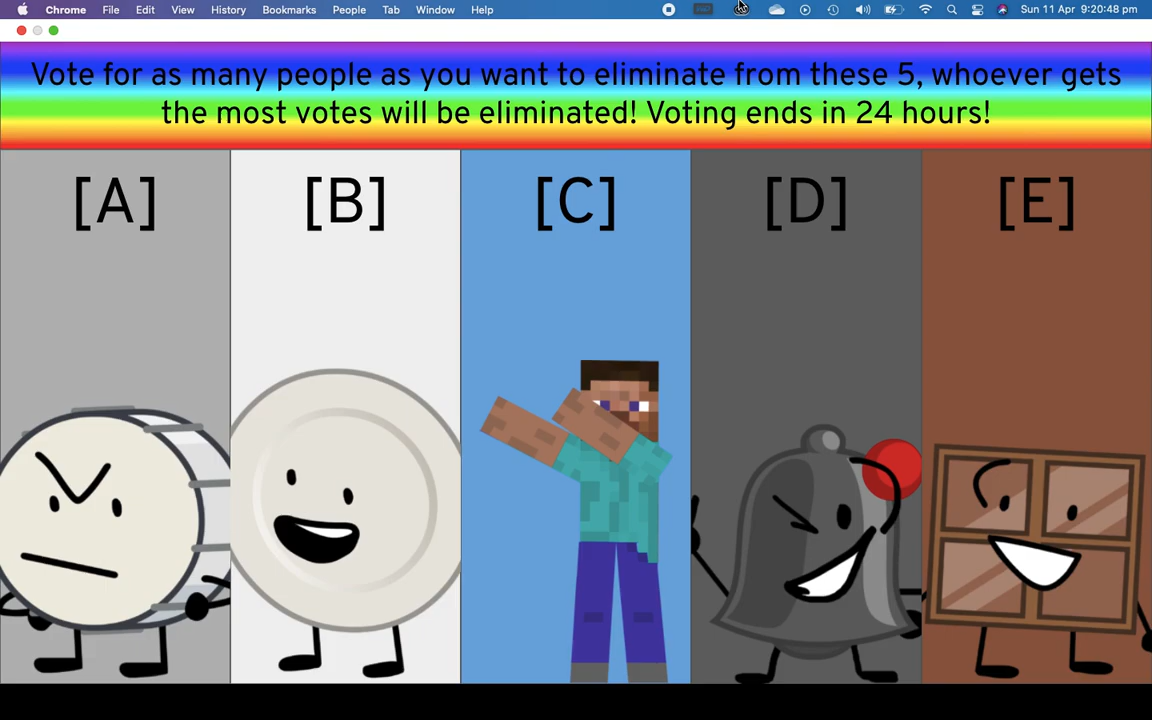 Chrome File Edit View History Bookmarks People Tab Window Help Sun 11 Apr 9:20:48 pm
Vote for as many people as you want to eliminate from these 5, whoever gets
the most votes will be eliminated! Voting ends in 24 hours!
[A] [B] [C] [D] [E]